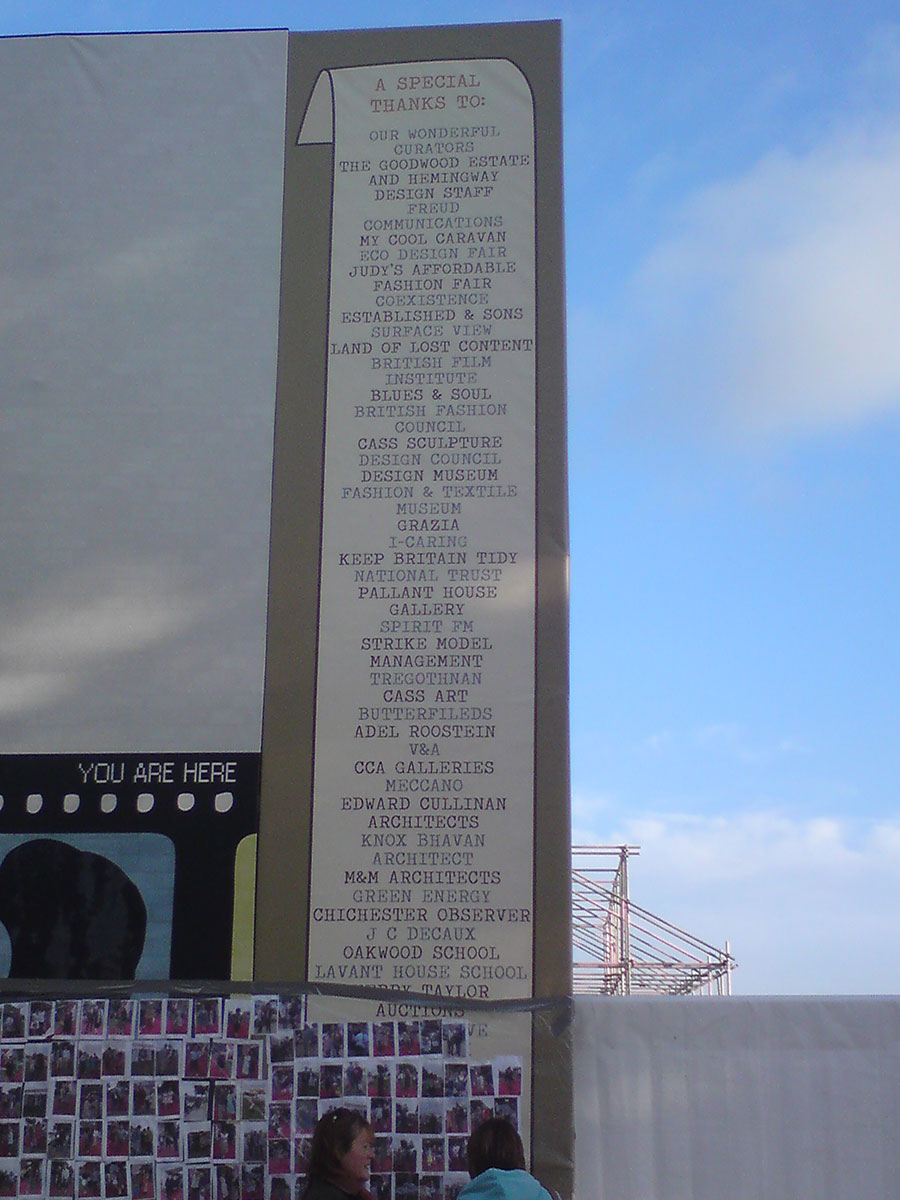 A SPECIAL
THANKS TO:
OUR WONDERFUL
CURATORS
THE GOODWOOD ESTATE
AND HEMINGWAY
DESIGN STAFF
FREUD
COMMUNICATIONS
MY COOL CARAVAN
ECO DESIGN FAIR
JUDY'S AFFORDABLE
FASHION FAIR
COEXISTENCE
ESTABLISHED & SONS
SURFACE VIEW
LAND OF LOST CONTENT
BRITISH FILM
INSTITUTE
BLUES & SOUL
BRITISH FASHION
COUNCIL
CASS SCULPTURE
DESIGN COUNCIL
DESIGN MUSEUM
FASHION & TEXTILE
MUSEUM
GRAZIA
I-CARING
KEEP BRITAIN TIDY
NATIONAL TRUST
PALLANT HOUSE
GALLERY
SPIRIT FM
STRIKE MODEL
MANAGEMENT
TREGOTHNAN
CASS ART
BUTTERFILEDS
ADEL ROOSTEIN
V&A
CCA GALLERIES
MECCANO
EDWARD CULLINAN
ARCHITECTS
KNOX BHAVAN
ARCHITECT
M&M ARCHITECTS
GREEN ENERGY
CHICHESTER OBSERVER
J C DECAUX
OAKWOOD SCHOOL
LAVANT HOUSE SCHOOL
TAYLOR
AUCTIONS
YOU ARE HERE